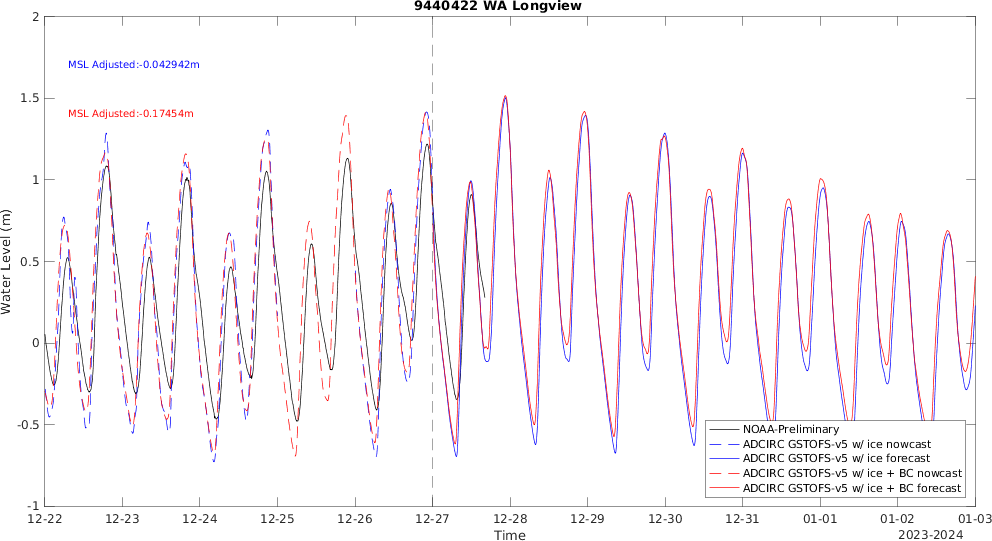 9440422 WA Longview
MSL Adjusted:-0.042942m
MSL Adjusted:-0.17454m
Water Level (m)
2
1.5
1
0.5
0
-0.5
-1
12-22 12-23 12-24 12-25 12-26 12-27 12-28 12-29 12-30 12-31 01-01 01-02 01-03
Time
2023-2024
NOAA-Preliminary
ADCIRC GSTOFS-v5 w/ ice nowcast
ADCIRC GSTOFS-v5 w/ ice forecast
ADCIRC GSTOFS-v5 w/ ice + BC nowcast
ADCIRC GSTOFS-v5 w/ ice + BC forecast